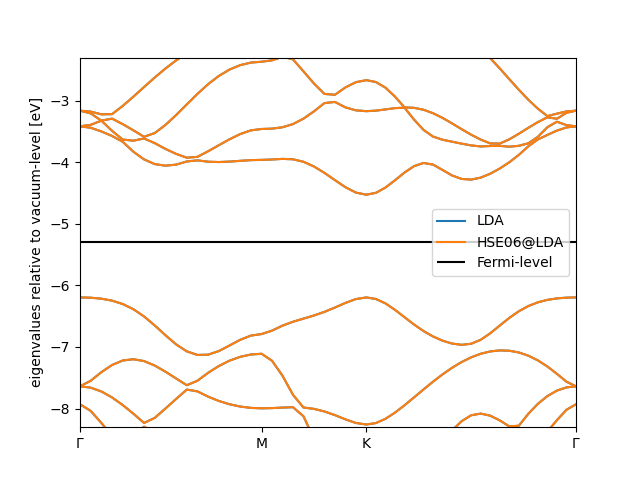 eigenvalues relative to vacuum-level [eV]
−3
−4
−5
−6
−7
−8
LDA
HSE06@LDA
Fermi-level
Γ M K Γ